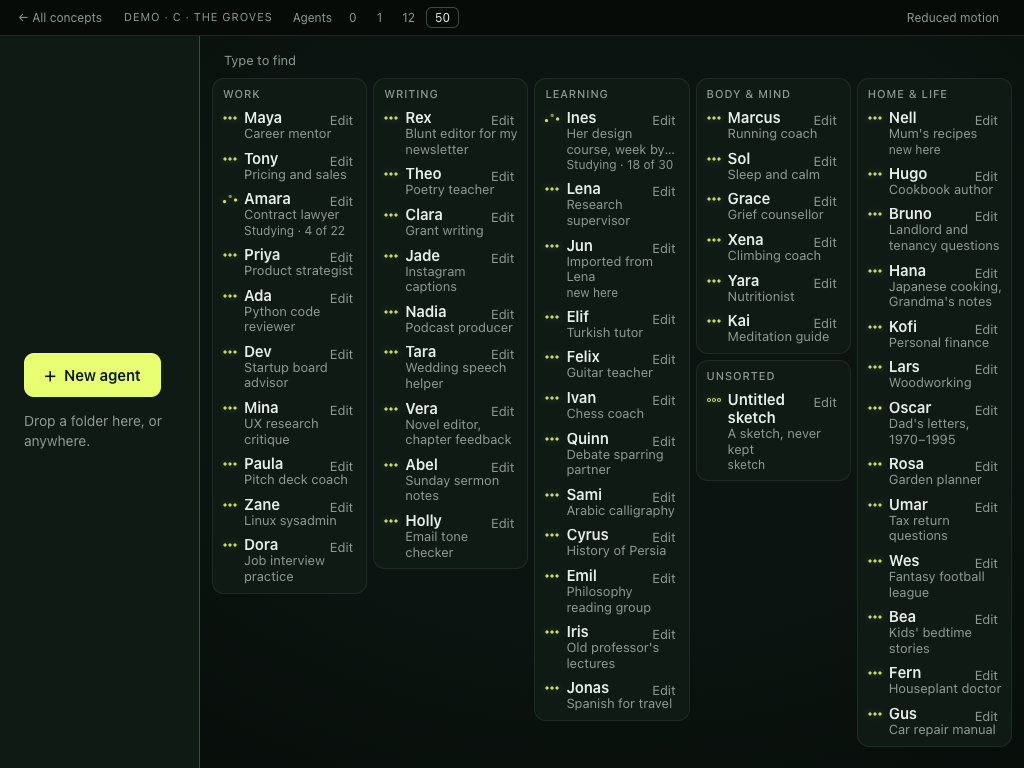 ← All concepts
DEMO · C · THE GROVES
Agents 0 1 12 50
Reduced motion
+ New agent
Drop a folder here, or
anywhere.
Type to find
WORK
Maya Edit
Career mentor
Tony Edit
Pricing and sales
Amara Edit
Contract lawyer
Studying · 4 of 22
Priya Edit
Product strategist
Ada Edit
Python code
reviewer
Dev Edit
Startup board
advisor
Mina Edit
UX research
critique
Paula Edit
Pitch deck coach
Zane Edit
Linux sysadmin
Dora Edit
Job interview
practice
WRITING
Rex Edit
Blunt editor for my
newsletter
Theo Edit
Poetry teacher
Clara Edit
Grant writing
Jade Edit
Instagram
captions
Nadia Edit
Podcast producer
Tara Edit
Wedding speech
helper
Vera Edit
Novel editor,
chapter feedback
Abel Edit
Sunday sermon
notes
Holly Edit
Email tone
checker
LEARNING
Ines Edit
Her design
course, week by…
Studying · 18 of 30
Lena Edit
Research
supervisor
Jun Edit
Imported from
Lena
new here
Elif Edit
Turkish tutor
Felix Edit
Guitar teacher
Ivan Edit
Chess coach
Quinn Edit
Debate sparring
partner
Sami Edit
Arabic calligraphy
Cyrus Edit
History of Persia
Emil Edit
Philosophy
reading group
Iris Edit
Old professor's
lectures
Jonas Edit
Spanish for travel
BODY & MIND
Marcus Edit
Running coach
Sol Edit
Sleep and calm
Grace Edit
Grief counsellor
Xena Edit
Climbing coach
Yara Edit
Nutritionist
Kai Edit
Meditation guide
UNSORTED
Untitled Edit
sketch
A sketch, never
kept
sketch
HOME & LIFE
Nell Edit
Mum's recipes
new here
Hugo Edit
Cookbook author
Bruno Edit
Landlord and
tenancy questions
Hana Edit
Japanese cooking,
Grandma's notes
Kofi Edit
Personal finance
Lars Edit
Woodworking
Oscar Edit
Dad's letters,
1970–1995
Rosa Edit
Garden planner
Umar Edit
Tax return
questions
Wes Edit
Fantasy football
league
Bea Edit
Kids' bedtime
stories
Fern Edit
Houseplant doctor
Gus Edit
Car repair manual